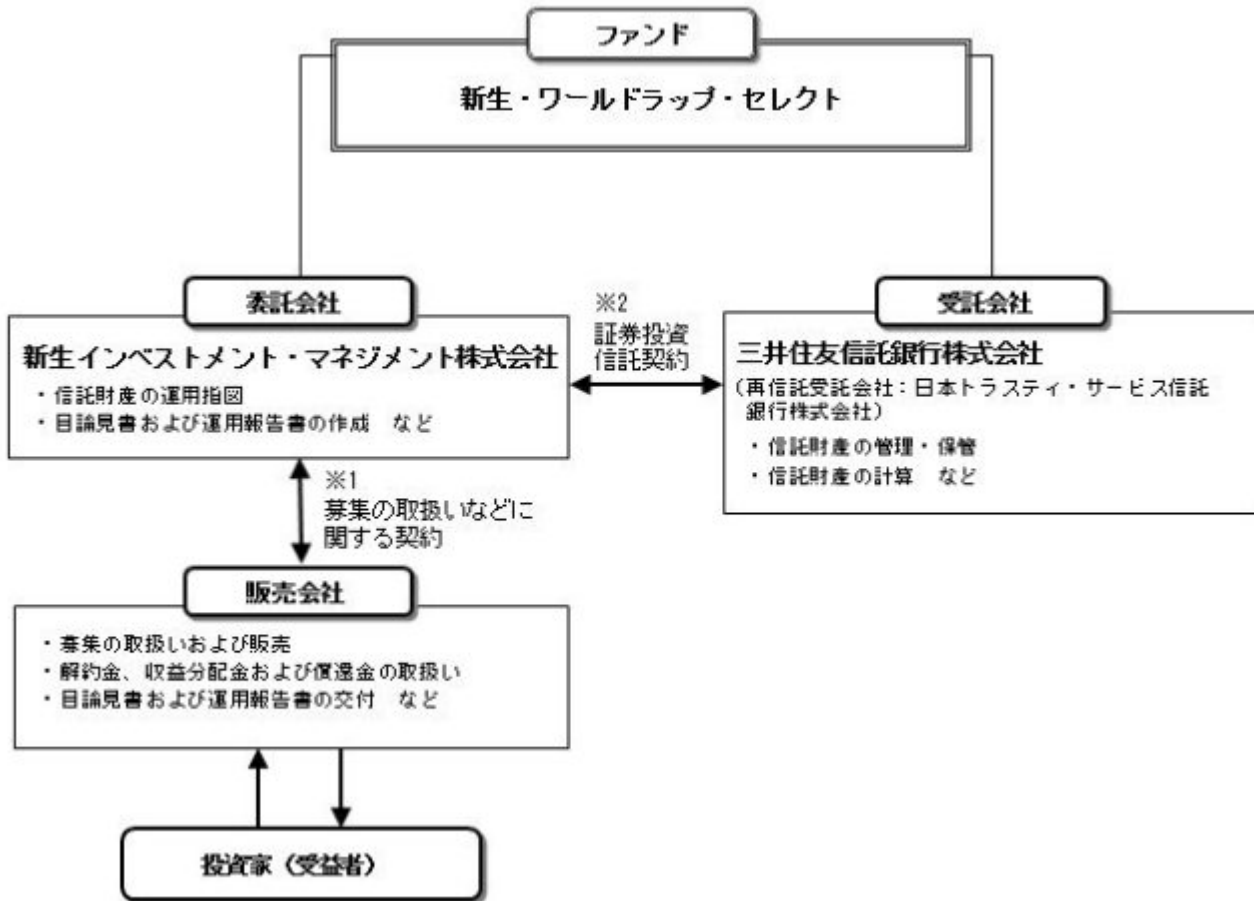 ファンド
新生・ワールドラップ・セレクト
委託会社
新生インベストメント・マネジメント株式会社
・信託財産の運用指図
・目論見書および運用報告書の作成 など
※2
証券投資
信託契約
受託会社
三井住友信託銀行株式会社
（再信託受託会社：日本トラスティ・サービス信託
銀行株式会社）
・信託財産の管理・保管
・信託財産の計算 など
※1
募集の取扱いなどに
関する契約
販売会社
・募集の取扱いおよび販売
・解約金、収益分配金および償還金の取扱い
・目論見書および運用報告書の交付 など
投資家（受益者）